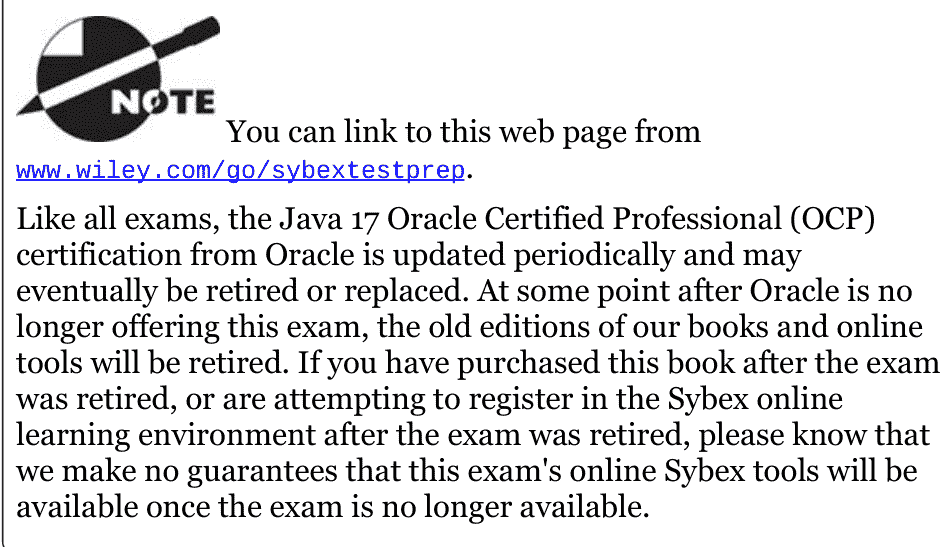 NOTE
You can link to this web page from
www.wiley.com/go/sybextestprep.
Like all exams, the Java 17 Oracle Certified Professional (OCP)
certification from Oracle is updated periodically and may
eventually be retired or replaced. At some point after Oracle is no
longer offering this exam, the old editions of our books and online
tools will be retired. If you have purchased this book after the exam
was retired, or are attempting to register in the Sybex online
learning environment after the exam was retired, please know that
we make no guarantees that this exam's online Sybex tools will be
available once the exam is no longer available.